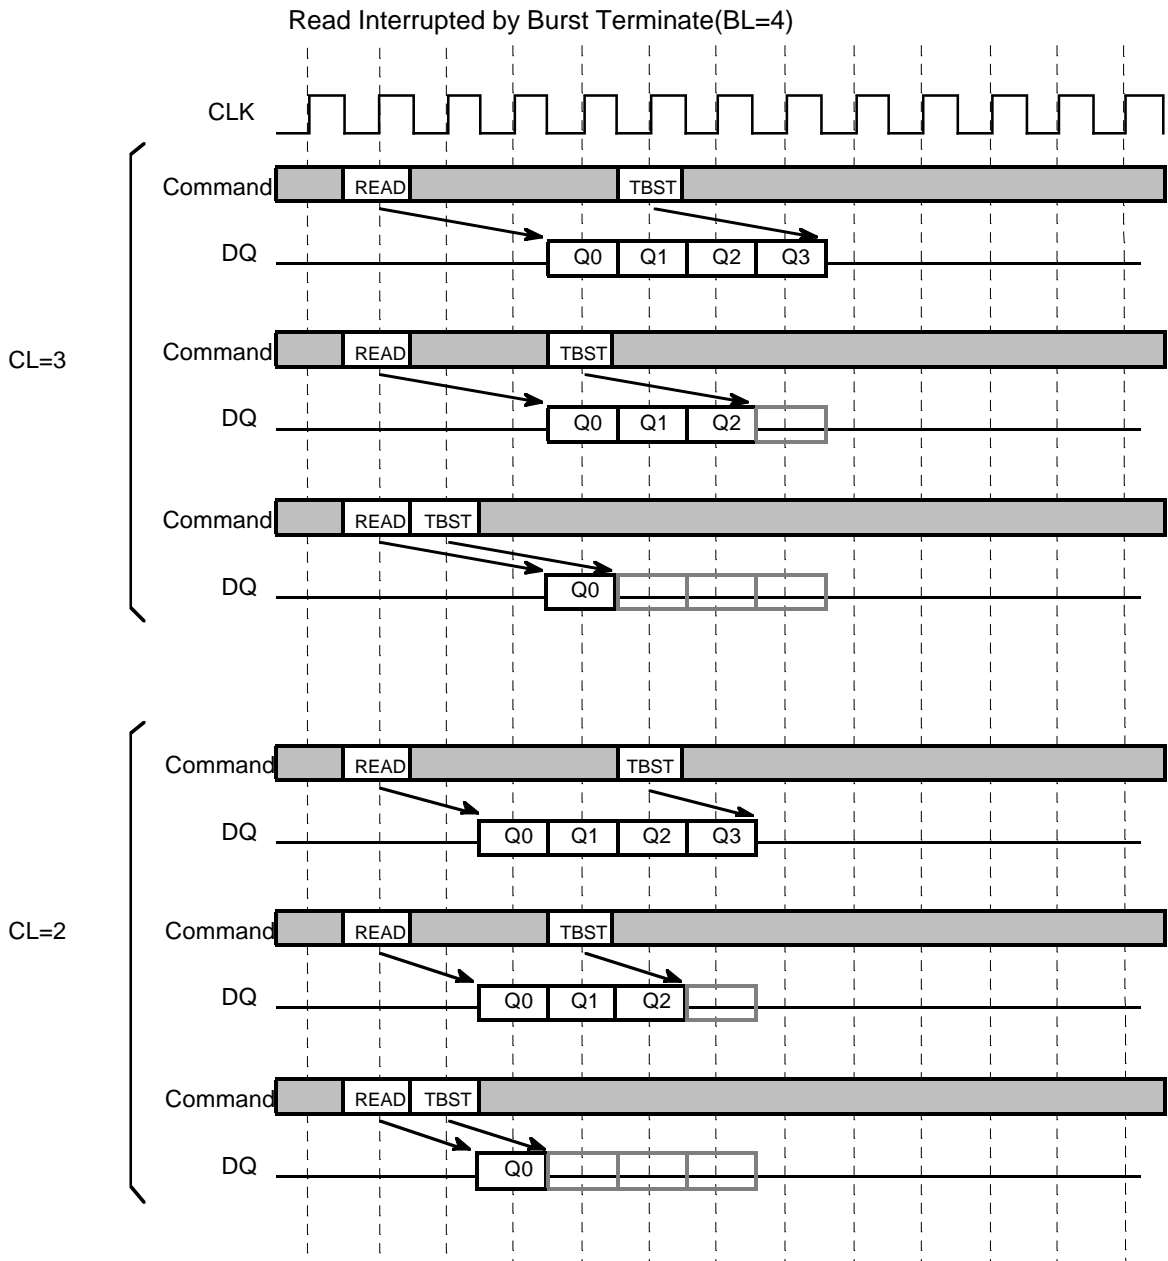 Read Interrupted by Burst Terminate(BL=4)
CLK
Command READ TBST
DQ Q0 Q1 Q2 Q3
CL=3
Command READ TBST
DQ Q0 Q1 Q2
Command READ TBST
DQ Q0
Command READ TBST
DQ Q0 Q1 Q2 Q3
CL=2
Command READ TBST
DQ Q0 Q1 Q2
Command READ TBST
DQ Q0